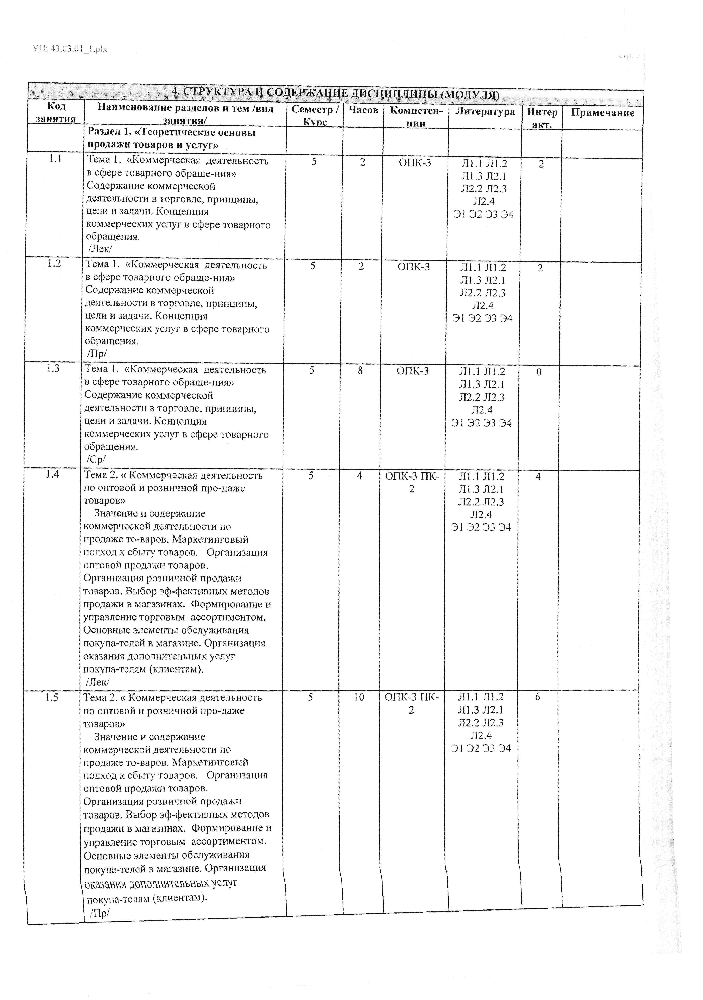 УП: 43.03.01_1.plx
стр. 5
4. СТРУКТУРА И СОДЕРЖАНИЕ ДИСЦИПЛИНЫ (МОДУЛЯ)
Код занятия | Наименование разделов и тем /вид занятия/ | Семестр / Курс | Часов | Компетен-ции | Литература | Интер акт. | Примечание
Раздел 1. «Теоретические основы
продажи товаров и услуг»
1.1 | Тема 1. «Коммерческая деятельность | 5 | 2 | ОПК-3 | Л1.1 Л1.2 | 2
в сфере товарного обраще-ния» | Л1.3 Л2.1
Содержание коммерческой | Л2.2 Л2.3
деятельности в торговле, принципы, | Л2.4
цели и задачи. Концепция | Э1 Э2 Э3 Э4
коммерческих услуг в сфере товарного
обращения.
/Лек/
1.2 | Тема 1. «Коммерческая деятельность | 5 | 2 | ОПК-3 | Л1.1 Л1.2 | 2
в сфере товарного обраще-ния» | Л1.3 Л2.1
Содержание коммерческой | Л2.2 Л2.3
деятельности в торговле, принципы, | Л2.4
цели и задачи. Концепция | Э1 Э2 Э3 Э4
коммерческих услуг в сфере товарного
обращения.
/Пр/
1.3 | Тема 1. «Коммерческая деятельность | 5 | 8 | ОПК-3 | Л1.1 Л1.2 | 0
в сфере товарного обраще-ния» | Л1.3 Л2.1
Содержание коммерческой | Л2.2 Л2.3
деятельности в торговле, принципы, | Л2.4
цели и задачи. Концепция | Э1 Э2 Э3 Э4
коммерческих услуг в сфере товарного
обращения.
/Ср/
1.4 | Тема 2. « Коммерческая деятельность | 5 | 4 | ОПК-3 ПК- | Л1.1 Л1.2 | 4
по оптовой и розничной про-даже | 2 | Л1.3 Л2.1
товаров» | Л2.2 Л2.3
Значение и содержание | Л2.4
коммерческой деятельности по | Э1 Э2 Э3 Э4
продаже то-варов. Маркетинговый
подход к сбыту товаров. Организация
оптовой продажи товаров.
Организация розничной продажи
товаров. Выбор эф-фективных методов
продажи в магазинах. Формирование и
управление торговым ассортиментом.
Основные элементы обслуживания
покупа-телей в магазине. Организация
оказания дополнительных услуг
покупа-телям (клиентам).
/Лек/
1.5 | Тема 2. « Коммерческая деятельность | 5 | 10 | ОПК-3 ПК- | Л1.1 Л1.2 | 6
по оптовой и розничной про-даже | 2 | Л1.3 Л2.1
товаров» | Л2.2 Л2.3
Значение и содержание | Л2.4
коммерческой деятельности по | Э1 Э2 Э3 Э4
продаже то-варов. Маркетинговый
подход к сбыту товаров. Организация
оптовой продажи товаров.
Организация розничной продажи
товаров. Выбор эф-фективных методов
продажи в магазинах. Формирование и
управление торговым ассортиментом.
Основные элементы обслуживания
покупа-телей в магазине. Организация
оказания дополнительных услуг
покупа-телям (клиентам).
/Пр/